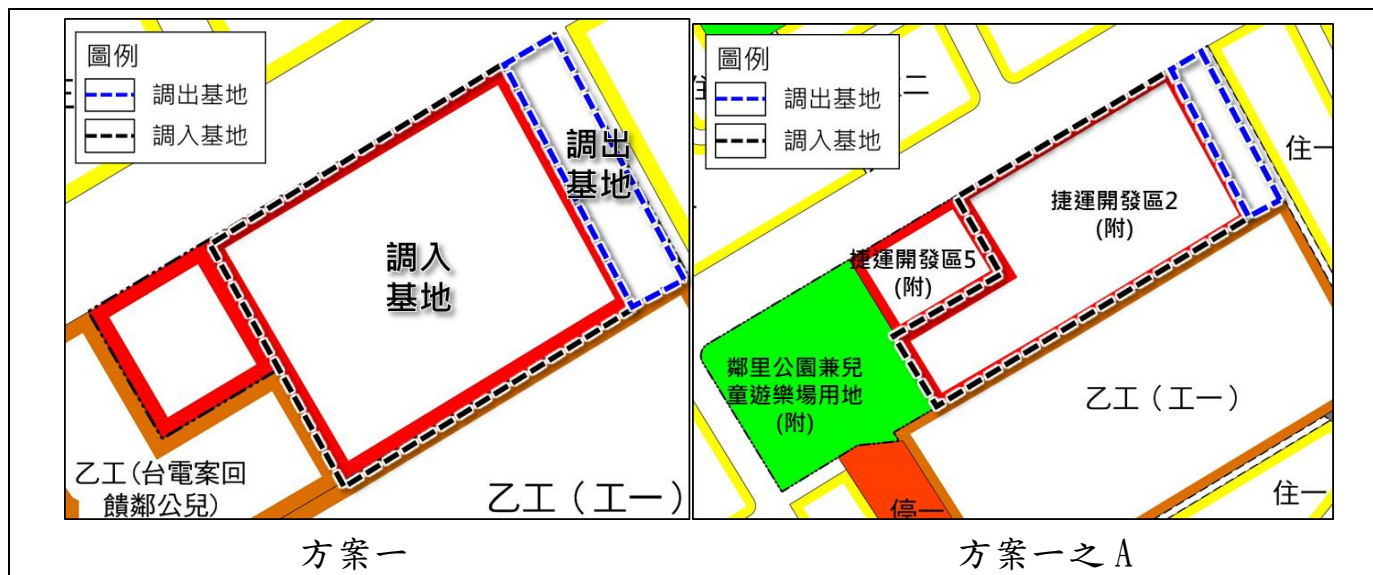 圖例
調出基地
調入基地
調出
基地
調入
基地
乙工(台電案回
饋鄰公兒)
乙工（工一）
方案一
圖例
調出基地
調入基地
二
住一
捷運開發區2
(附)
捷運開發區5
(附)
鄰里公園兼兒
童遊樂場用地
(附)
乙工（工一）
停一
住一
方案一之 A